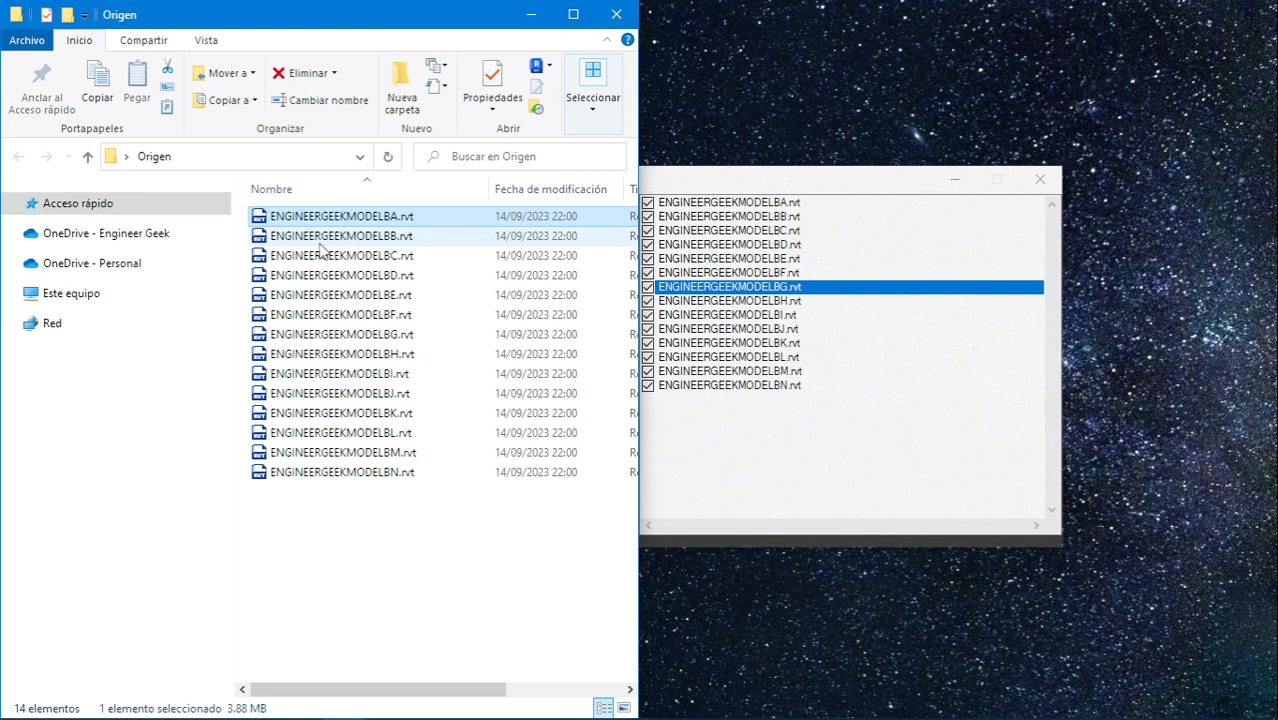 Origen
Archivo
Inicio
Compartir
Vista
Anclar al
Acceso rápido
Copiar
Pegar
Mover a
Copiar a
Eliminar
Cambiar nombre
Nueva
carpeta
Propiedades
Seleccionar
Portapapeles
Organizar
Nuevo
Abrir
Origen
Buscar en Origen
Acceso rápido
OneDrive - Engineer Geek
OneDrive - Personal
Este equipo
Red
Nombre Fecha de modificación Ti
ENGINEERGEEKMODELBA.rvt 14/09/2023 22:00
ENGINEERGEEKMODELBB.rvt 14/09/2023 22:00
ENGINEERGEEKMODELBC.rvt 14/09/2023 22:00
ENGINEERGEEKMODELBD.rvt 14/09/2023 22:00
ENGINEERGEEKMODELBE.rvt 14/09/2023 22:00
ENGINEERGEEKMODELBF.rvt 14/09/2023 22:00
ENGINEERGEEKMODELBG.rvt 14/09/2023 22:00
ENGINEERGEEKMODELBH.rvt 14/09/2023 22:00
ENGINEERGEEKMODELBI.rvt 14/09/2023 22:00
ENGINEERGEEKMODELBJ.rvt 14/09/2023 22:00
ENGINEERGEEKMODELBK.rvt 14/09/2023 22:00
ENGINEERGEEKMODELBL.rvt 14/09/2023 22:00
ENGINEERGEEKMODELBM.rvt 14/09/2023 22:00
ENGINEERGEEKMODELBN.rvt 14/09/2023 22:00
14 elementos 1 elemento seleccionado 3.88 MB
ENGINEERGEEKMODELBA.rvt
ENGINEERGEEKMODELBB.rvt
ENGINEERGEEKMODELBC.rvt
ENGINEERGEEKMODELBD.rvt
ENGINEERGEEKMODELBE.rvt
ENGINEERGEEKMODELBF.rvt
ENGINEERGEEKMODELBG.rvt
ENGINEERGEEKMODELBH.rvt
ENGINEERGEEKMODELBI.rvt
ENGINEERGEEKMODELBJ.rvt
ENGINEERGEEKMODELBK.rvt
ENGINEERGEEKMODELBL.rvt
ENGINEERGEEKMODELBM.rvt
ENGINEERGEEKMODELBN.rvt